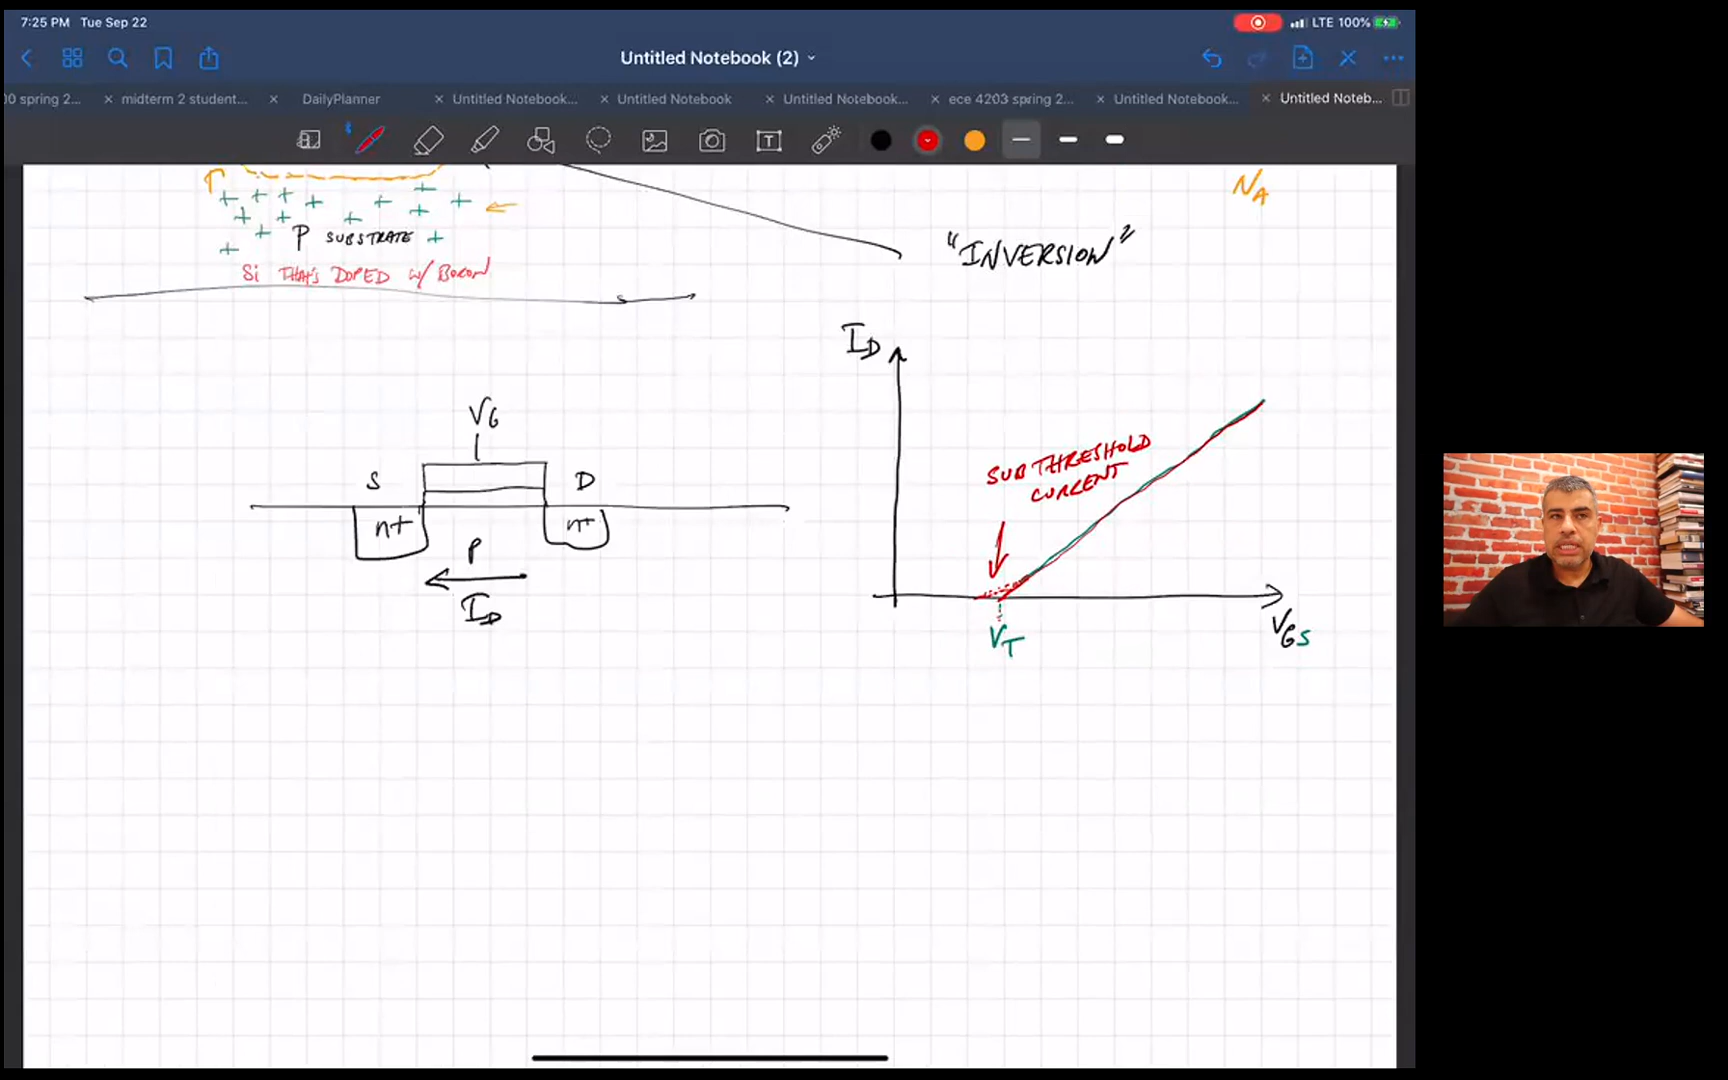 7:25 PM Tue Sep 22
LTE 100%
Untitled Notebook (2)
00 spring 2...
midterm 2 student...
DailyPlanner
Untitled Notebook...
Untitled Notebook
Untitled Notebook...
ece 4203 spring 2...
Untitled Notebook...
Untitled Noteb...
T
P SUBSTRATE
Si THAT'S DOPED w/ BORON
NA
"INVERSION"
VG
S
D
n+
n+
P
ID
ID
SUBTHRESHOLD
CURRENT
VT
VGS